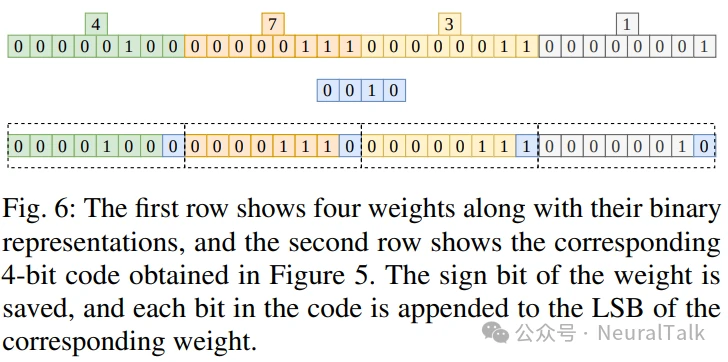 4 7 3 1
0 0 0 0 0 1 0 0 0 0 0 0 0 1 1 1 0 0 0 0 0 0 1 1 0 0 0 0 0 0 0 1
0 0 1 0
0 0 0 0 1 0 0 0 0 0 0 0 1 1 1 0 0 0 0 0 0 1 1 1 0 0 0 0 0 0 1 0
Fig. 6: The first row shows four weights along with their binary
representations, and the second row shows the corresponding
4-bit code obtained in Figure 5. The sign bit of the weight is
saved, and each bit in the code is appended to the LSB of the
corresponding weight.
公众号 · NeuralTalk